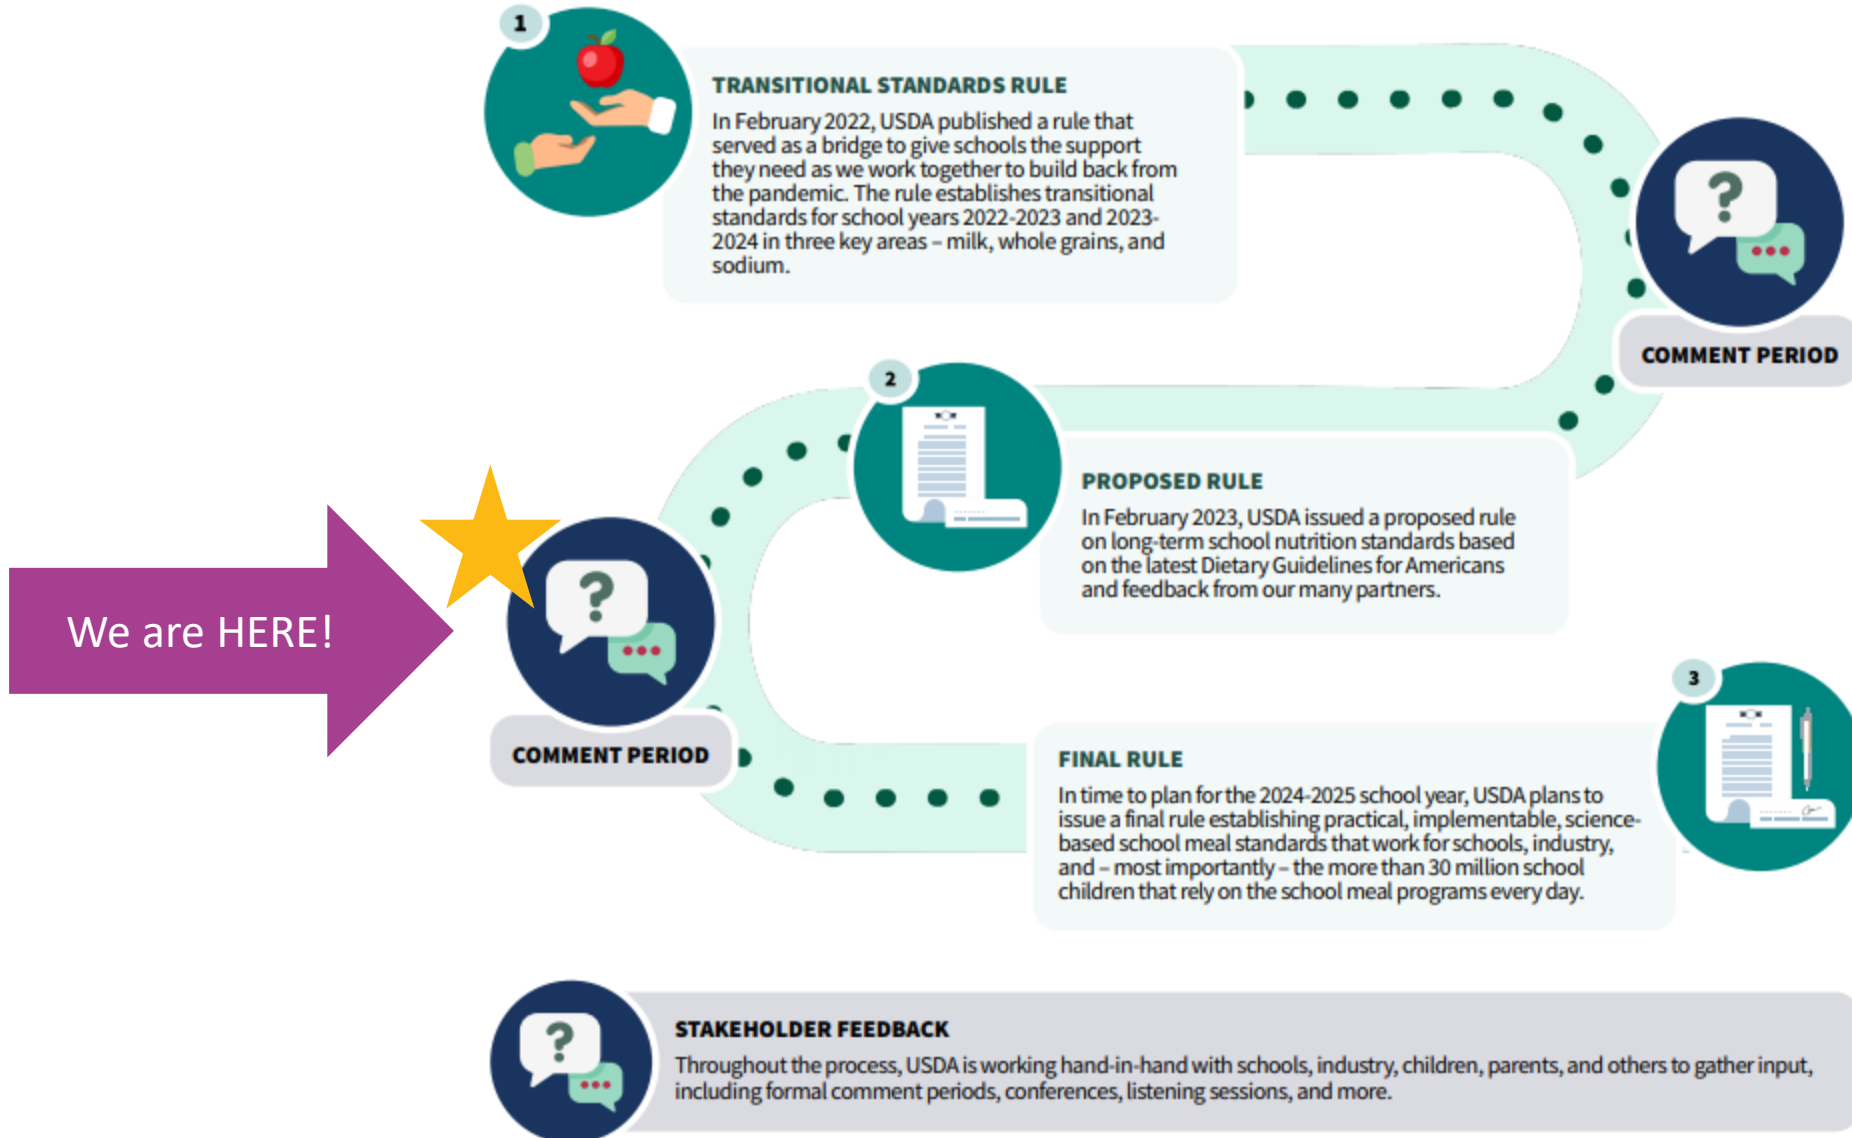 1
TRANSITIONAL STANDARDS RULE
In February 2022, USDA published a rule that
served as a bridge to give schools the support
they need as we work together to build back from
the pandemic. The rule establishes transitional
standards for school years 2022-2023 and 2023-
2024 in three key areas – milk, whole grains, and
sodium.
?
COMMENT PERIOD
2
PROPOSED RULE
In February 2023, USDA issued a proposed rule
on long-term school nutrition standards based
on the latest Dietary Guidelines for Americans
and feedback from our many partners.
We are HERE!
?
COMMENT PERIOD
3
FINAL RULE
In time to plan for the 2024-2025 school year, USDA plans to
issue a final rule establishing practical, implementable, science-
based school meal standards that work for schools, industry,
and – most importantly – the more than 30 million school
children that rely on the school meal programs every day.
?
STAKEHOLDER FEEDBACK
Throughout the process, USDA is working hand-in-hand with schools, industry, children, parents, and others to gather input,
including formal comment periods, conferences, listening sessions, and more.